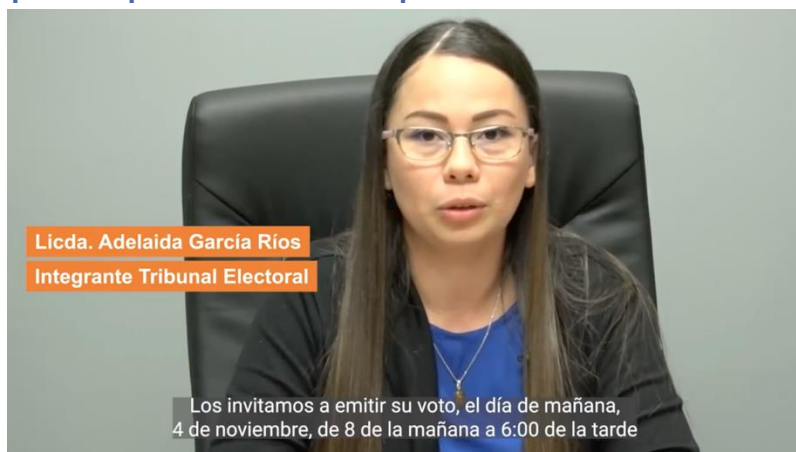 Licda. Adelaida García Ríos
Integrante Tribunal Electoral
Los invitamos a emitir su voto, el día de mañana,
4 de noviembre, de 8 de la mañana a 6:00 de la tarde